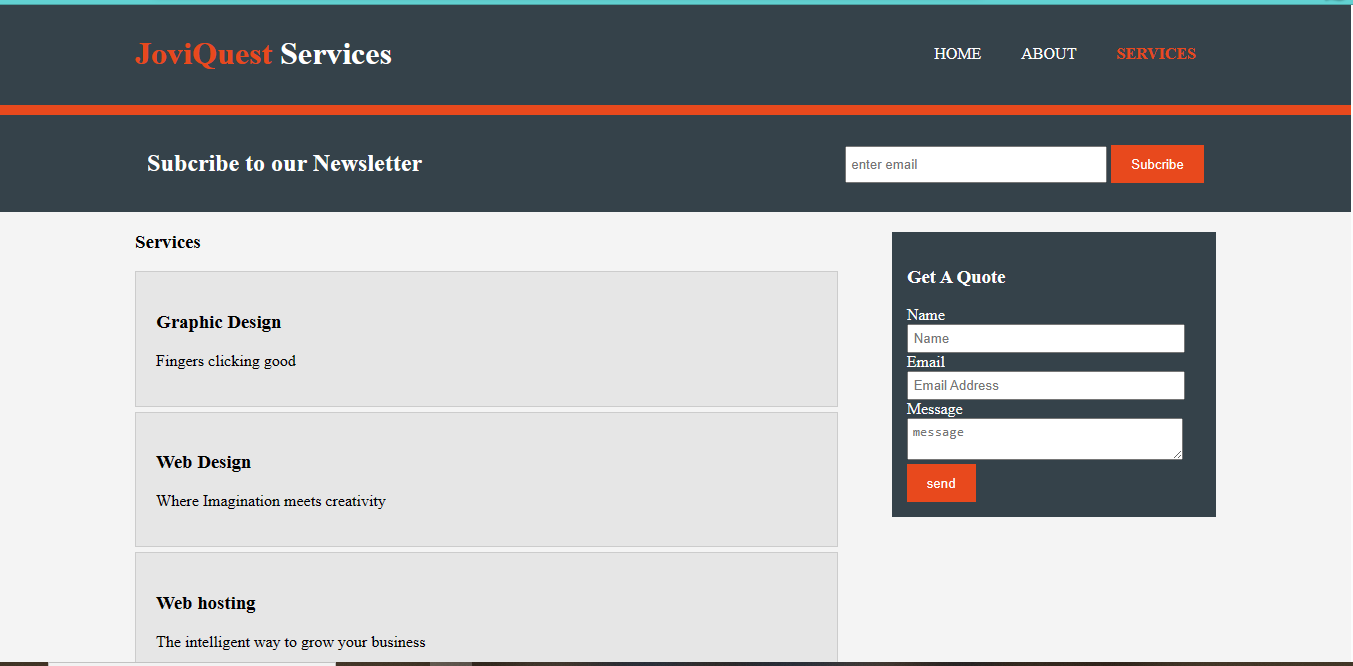 JoviQuest Services
HOME ABOUT SERVICES
Subcribe to our Newsletter
enter email Subcribe
Services
Graphic Design
Fingers clicking good
Web Design
Where Imagination meets creativity
Web hosting
The intelligent way to grow your business
Get A Quote
Name
Name
Email
Email Address
Message
message
send